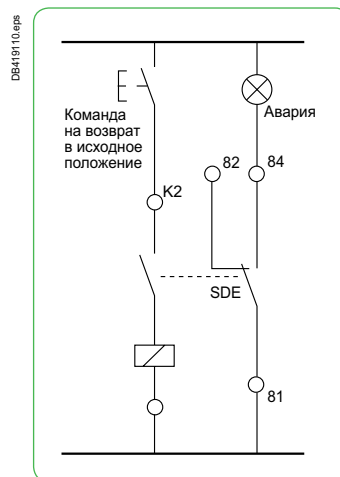 DB419110.eps
Команда
на возврат
в исходное
положение
Авария
82
84
K2
SDE
81